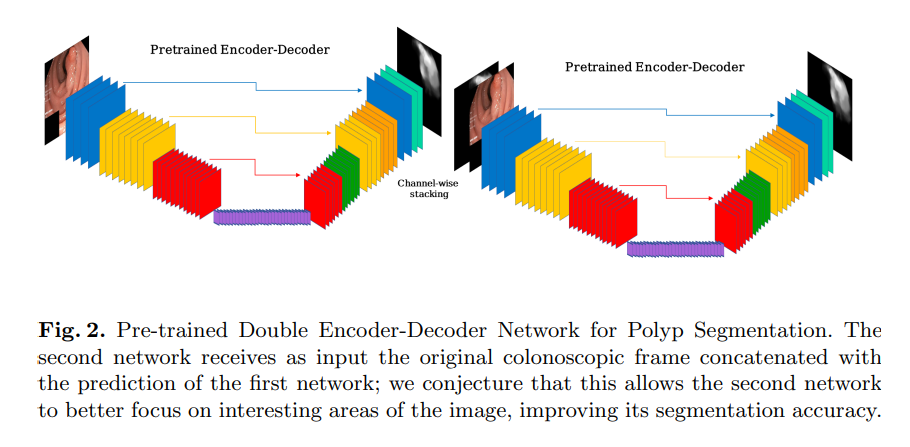 Pretrained Encoder-Decoder
Pretrained Encoder-Decoder
Channel-wise
stacking
Fig. 2. Pre-trained Double Encoder-Decoder Network for Polyp Segmentation. The
second network receives as input the original colonoscopic frame concatenated with
the prediction of the first network; we conjecture that this allows the second network
to better focus on interesting areas of the image, improving its segmentation accuracy.